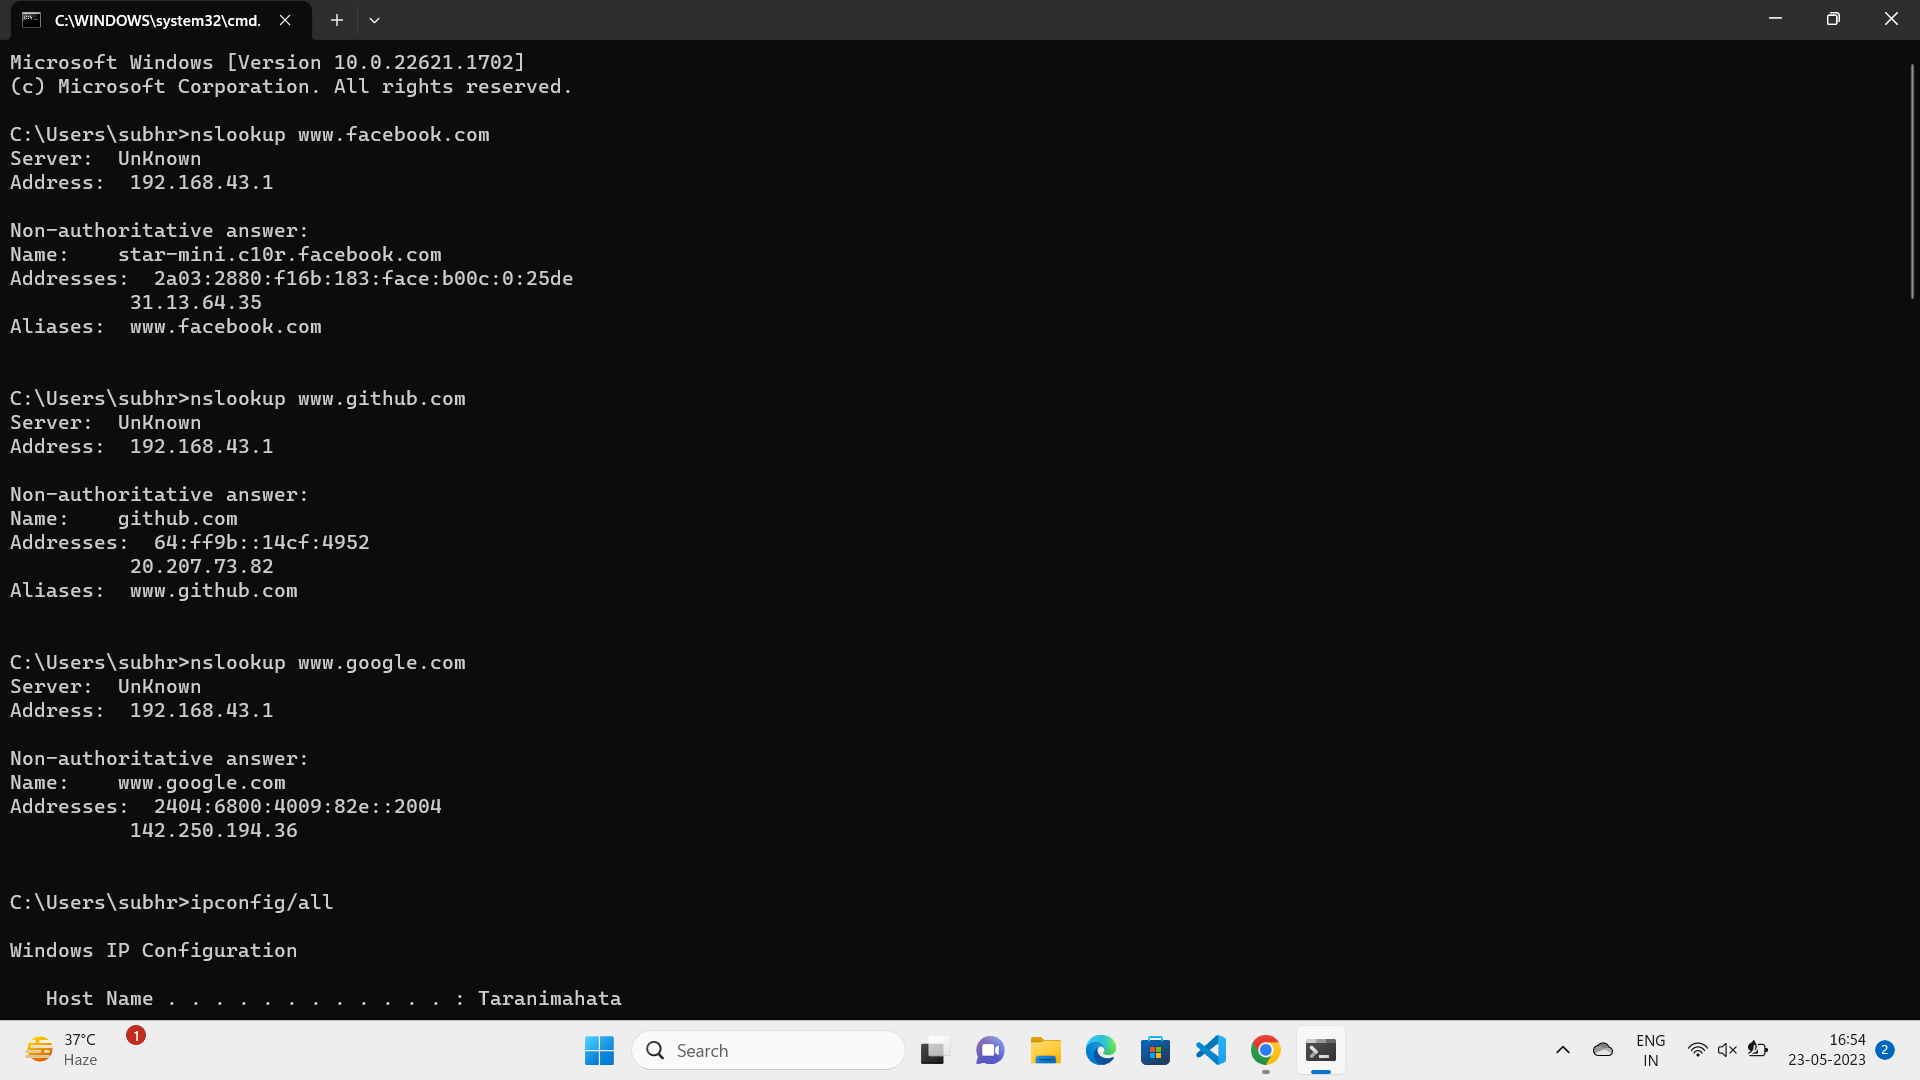 C:\WINDOWS\system32\cmd.
Microsoft Windows [Version 10.0.22621.1702]
(c) Microsoft Corporation. All rights reserved.
C:\Users\subhr>nslookup www.facebook.com
Server:  UnKnown
Address:  192.168.43.1
Non-authoritative answer:
Name:    star-mini.c10r.facebook.com
Addresses:  2a03:2880:f16b:183:face:b00c:0:25de
31.13.64.35
Aliases:  www.facebook.com
C:\Users\subhr>nslookup www.github.com
Server:  UnKnown
Address:  192.168.43.1
Non-authoritative answer:
Name:    github.com
Addresses:  64:ff9b::14cf:4952
20.207.73.82
Aliases:  www.github.com
C:\Users\subhr>nslookup www.google.com
Server:  UnKnown
Address:  192.168.43.1
Non-authoritative answer:
Name:    www.google.com
Addresses:  2404:6800:4009:82e::2004
142.250.194.36
C:\Users\subhr>ipconfig/all
Windows IP Configuration
Host Name . . . . . . . . . . . . : Taranimahata
37°C
Haze
1
Search
ENG
IN
16:54
23-05-2023
2